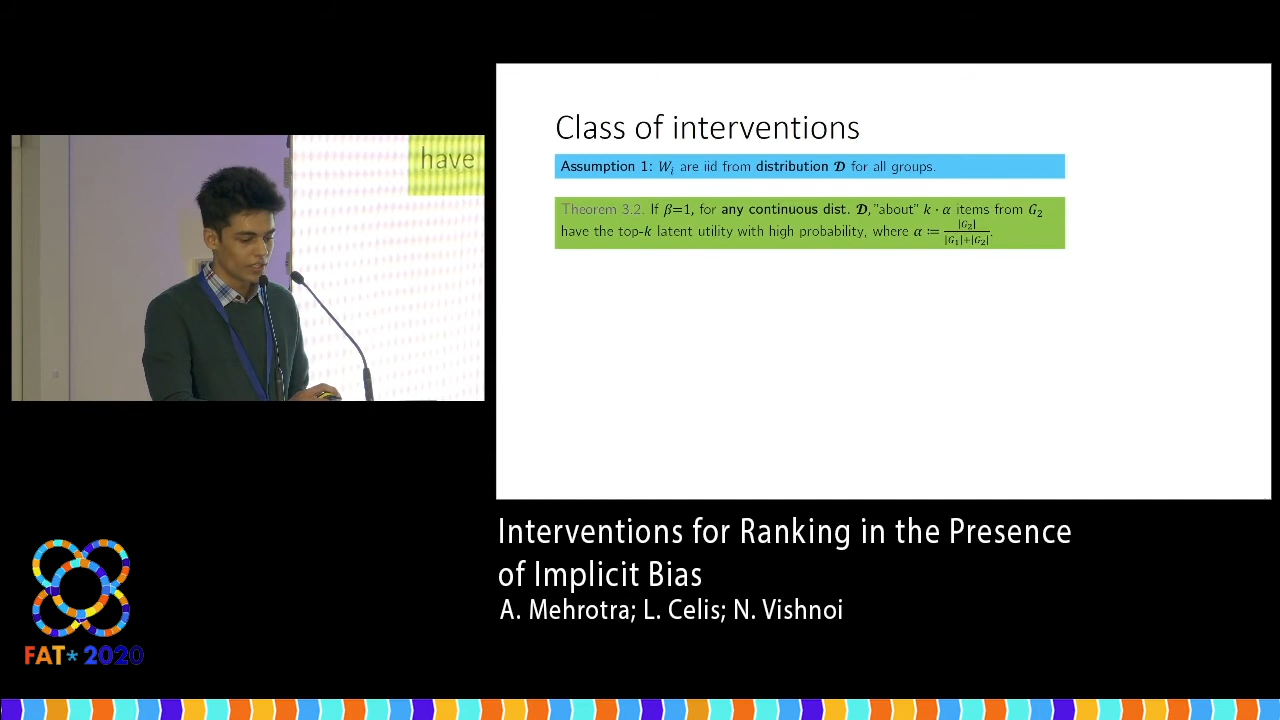 have
Class of interventions
Assumption 1: Wᵢ are iid from distribution 𝓓 for all groups.
Theorem 3.2. If β=1, for any continuous dist. 𝓓, "about" k · α items from G₂
have the top-k latent utility with high probability, where α := |G₂| / |G₁|+|G₂|.
Interventions for Ranking in the Presence
of Implicit Bias
A. Mehrotra; L. Celis; N. Vishnoi
FAT* 2020